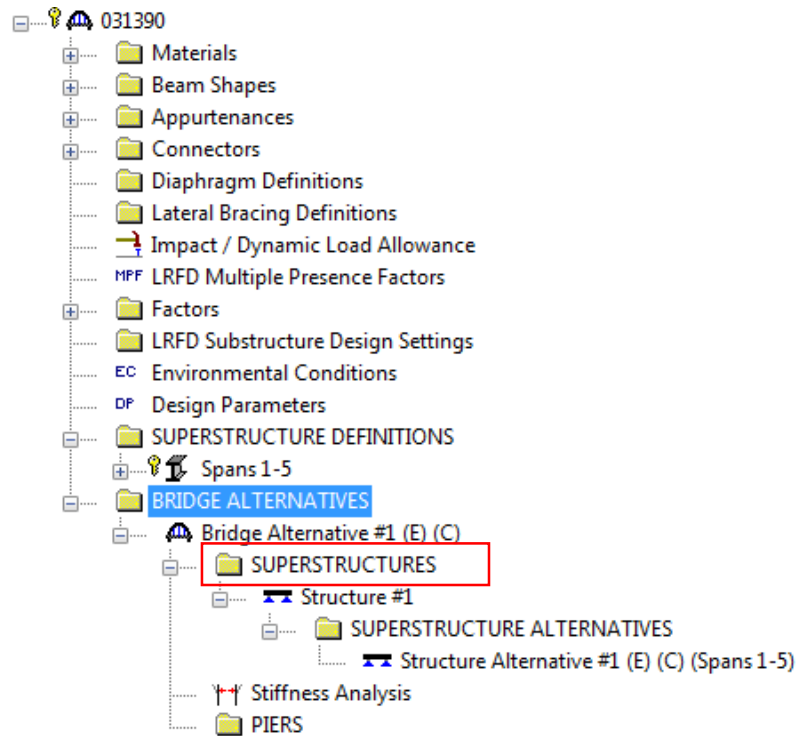 031390
Materials
Beam Shapes
Appurtenances
Connectors
Diaphragm Definitions
Lateral Bracing Definitions
Impact / Dynamic Load Allowance
MPF LRFD Multiple Presence Factors
Factors
LRFD Substructure Design Settings
EC Environmental Conditions
DP Design Parameters
SUPERSTRUCTURE DEFINITIONS
Spans 1-5
BRIDGE ALTERNATIVES
Bridge Alternative #1 (E) (C)
SUPERSTRUCTURES
Structure #1
SUPERSTRUCTURE ALTERNATIVES
Structure Alternative #1 (E) (C) (Spans 1-5)
Stiffness Analysis
PIERS